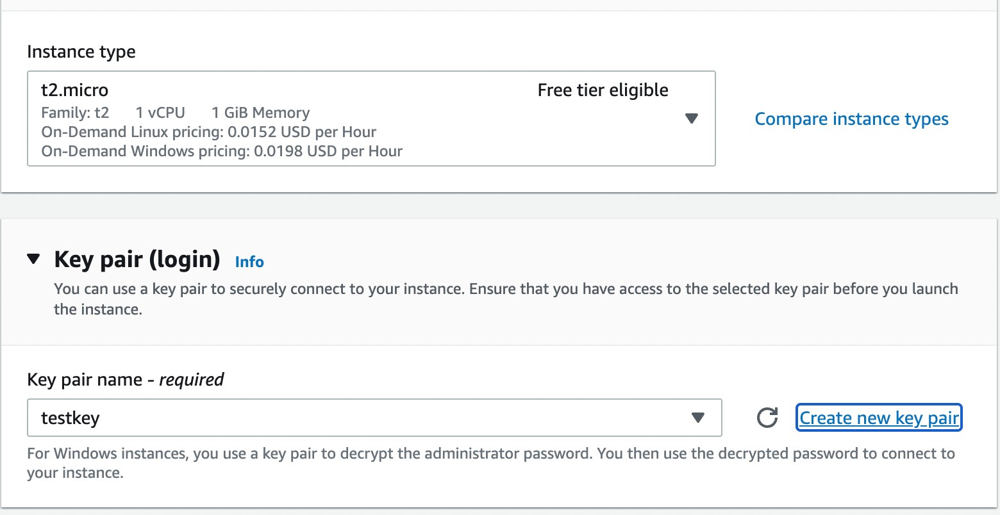 Instance type
t2.micro Free tier eligible
Family: t2 1 vCPU 1 GiB Memory
On-Demand Linux pricing: 0.0152 USD per Hour
On-Demand Windows pricing: 0.0198 USD per Hour
Compare instance types
Key pair (login) Info
You can use a key pair to securely connect to your instance. Ensure that you have access to the selected key pair before you launch
the instance.
Key pair name - required
testkey
Create new key pair
For Windows instances, you use a key pair to decrypt the administrator password. You then use the decrypted password to connect to
your instance.